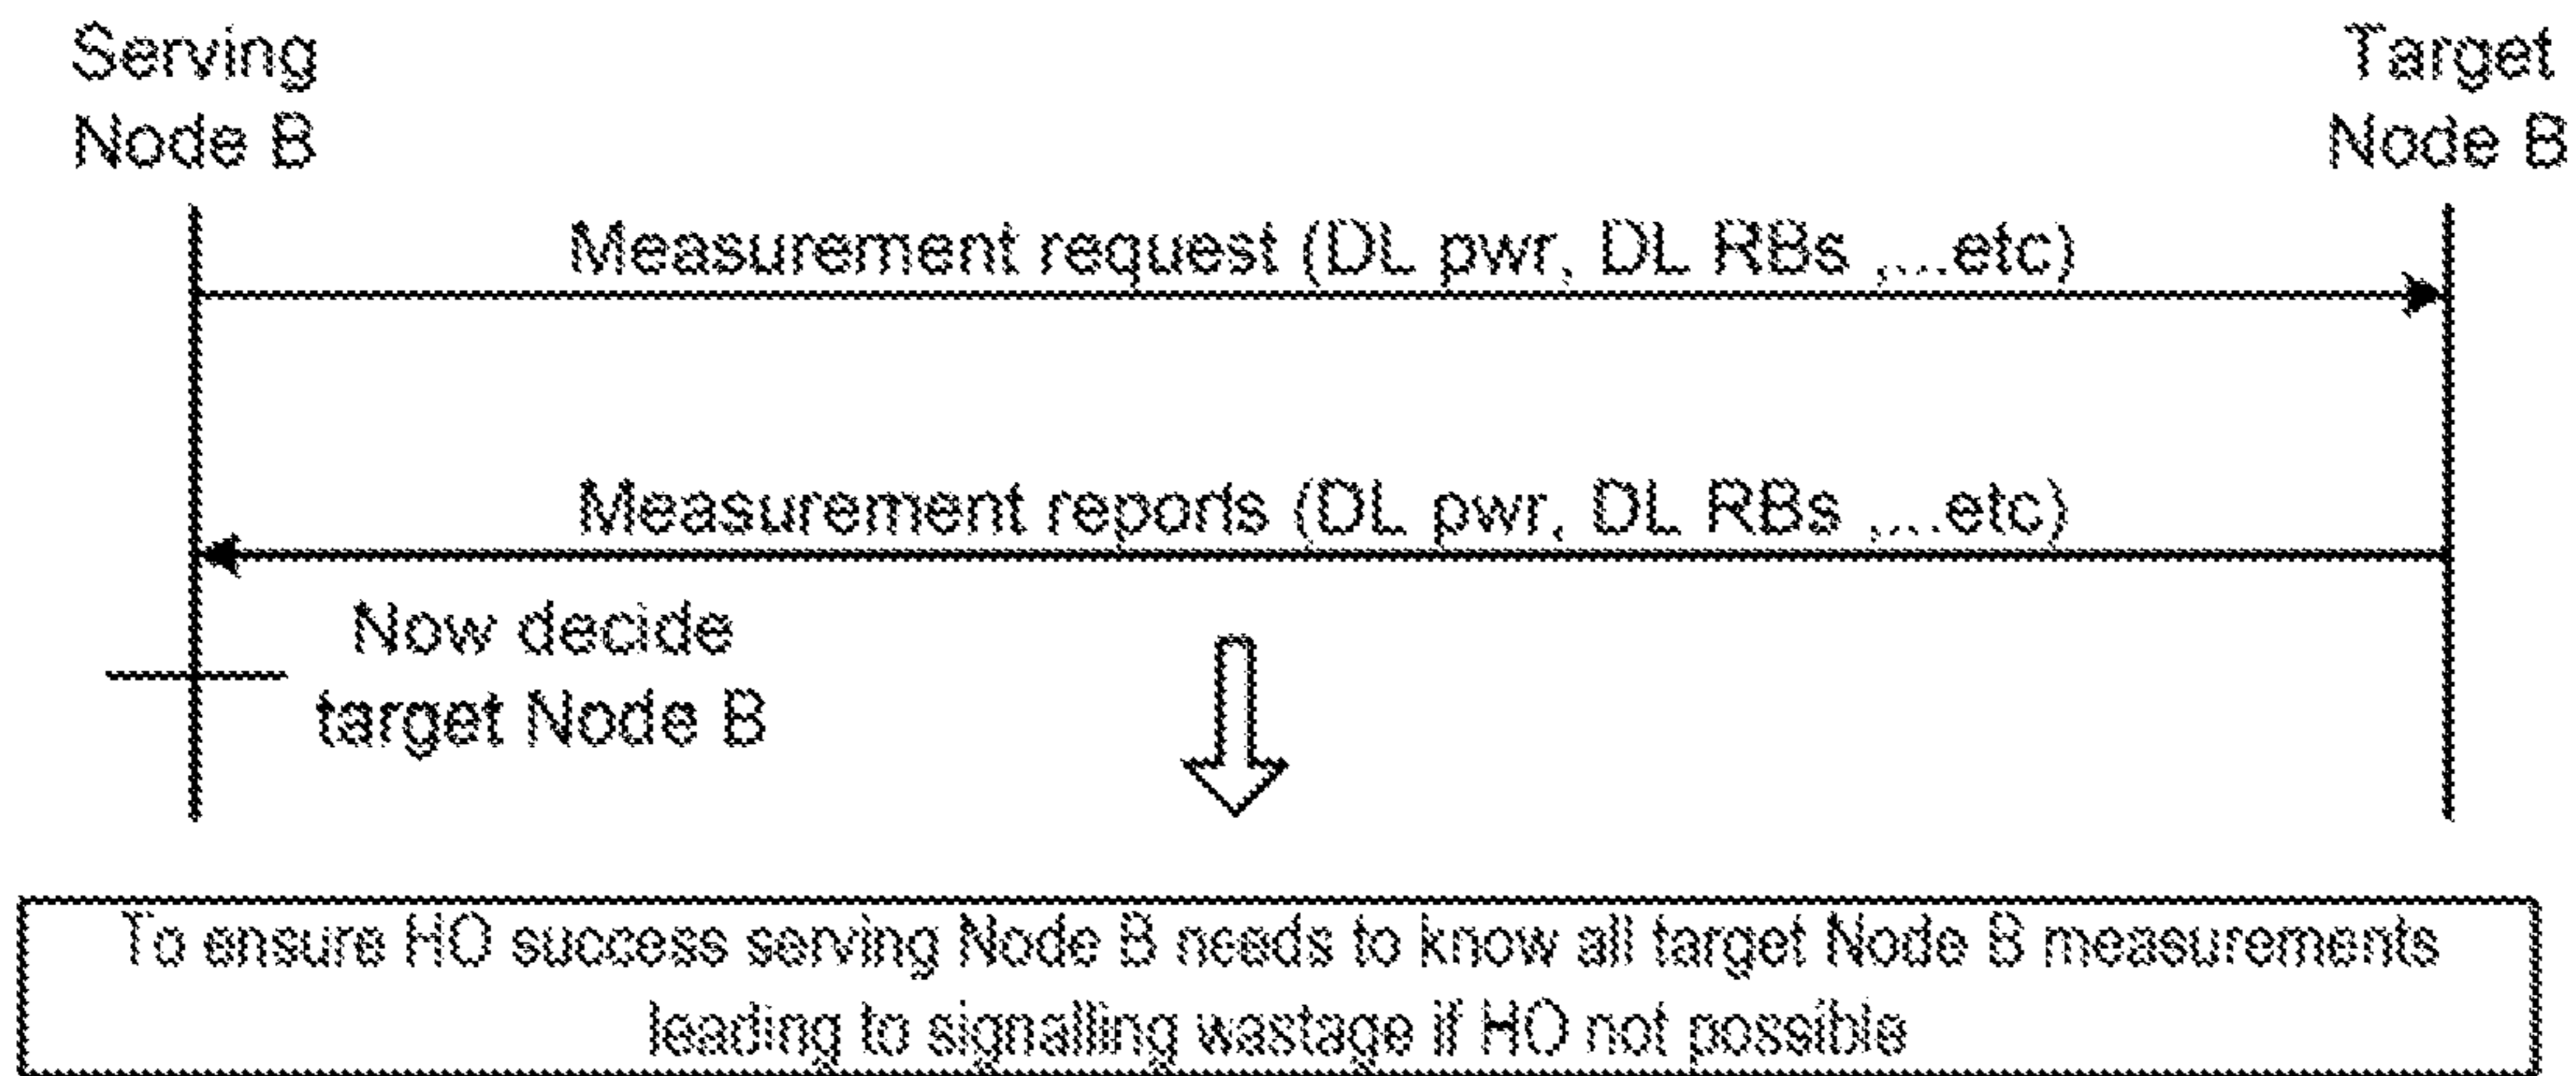 Serving
Node B
Target
Node B
Measurement request (DL pwr, DL RBs ,...etc)
Measurement reports (DL pwr, DL RBs ,...etc)
Now decide
target Node B
To ensure HO success serving Node B needs to know all target Node B measurements
leading to signalling wastage if HO not possible